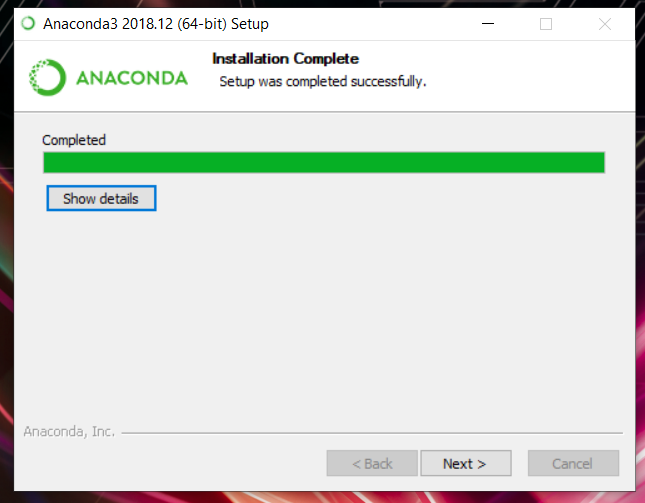 Anaconda3 2018.12 (64-bit) Setup
ANACONDA
Installation Complete
Setup was completed successfully.
Completed
Show details
Anaconda, Inc.
< Back
Next >
Cancel